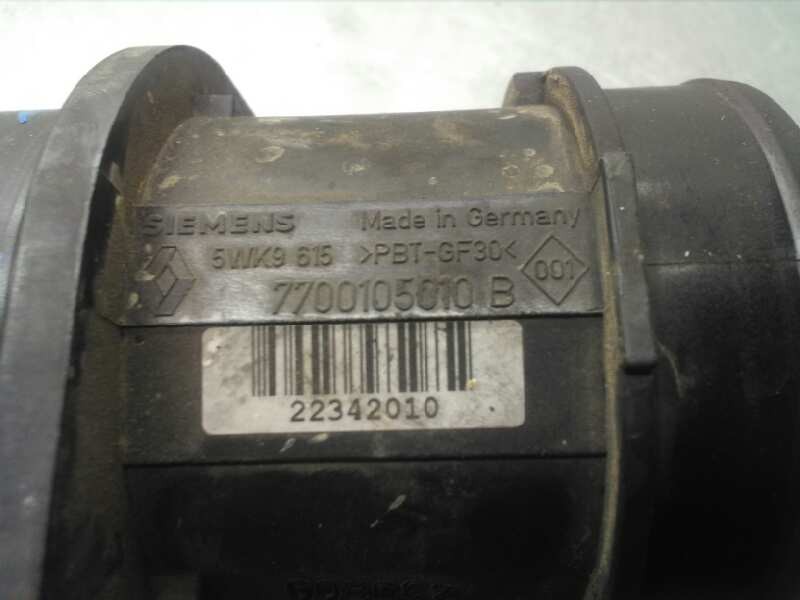 SIEMENS Made in Germany
5WK9 615 >PBT-GF30< 001
7700105010 B
22342010